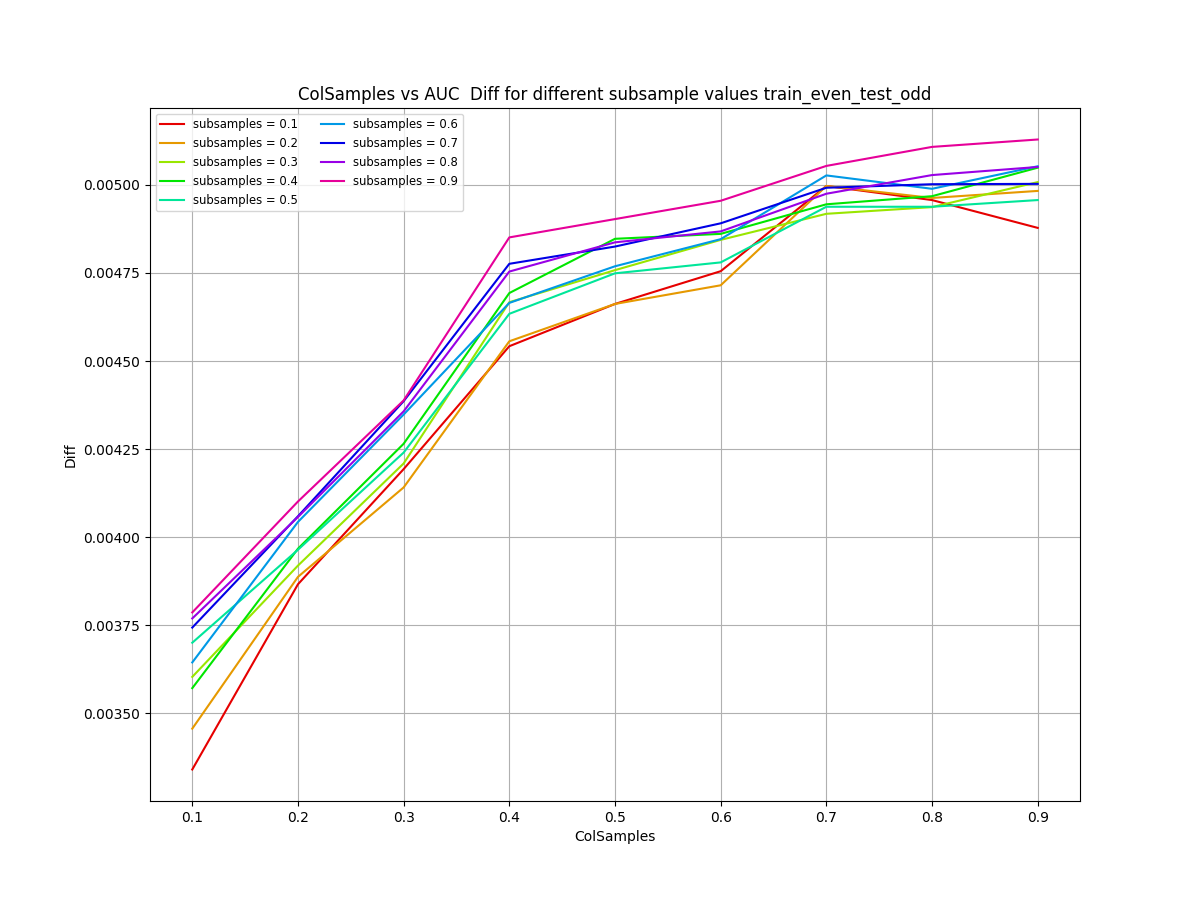 ColSamples vs AUC  Diff for different subsample values train_even_test_odd
subsamples = 0.1
subsamples = 0.2
subsamples = 0.3
subsamples = 0.4
subsamples = 0.5
subsamples = 0.6
subsamples = 0.7
subsamples = 0.8
subsamples = 0.9
0.00500
0.00475
0.00450
0.00425
0.00400
0.00375
0.00350
Diff
0.1 0.2 0.3 0.4 0.5 0.6 0.7 0.8 0.9
ColSamples